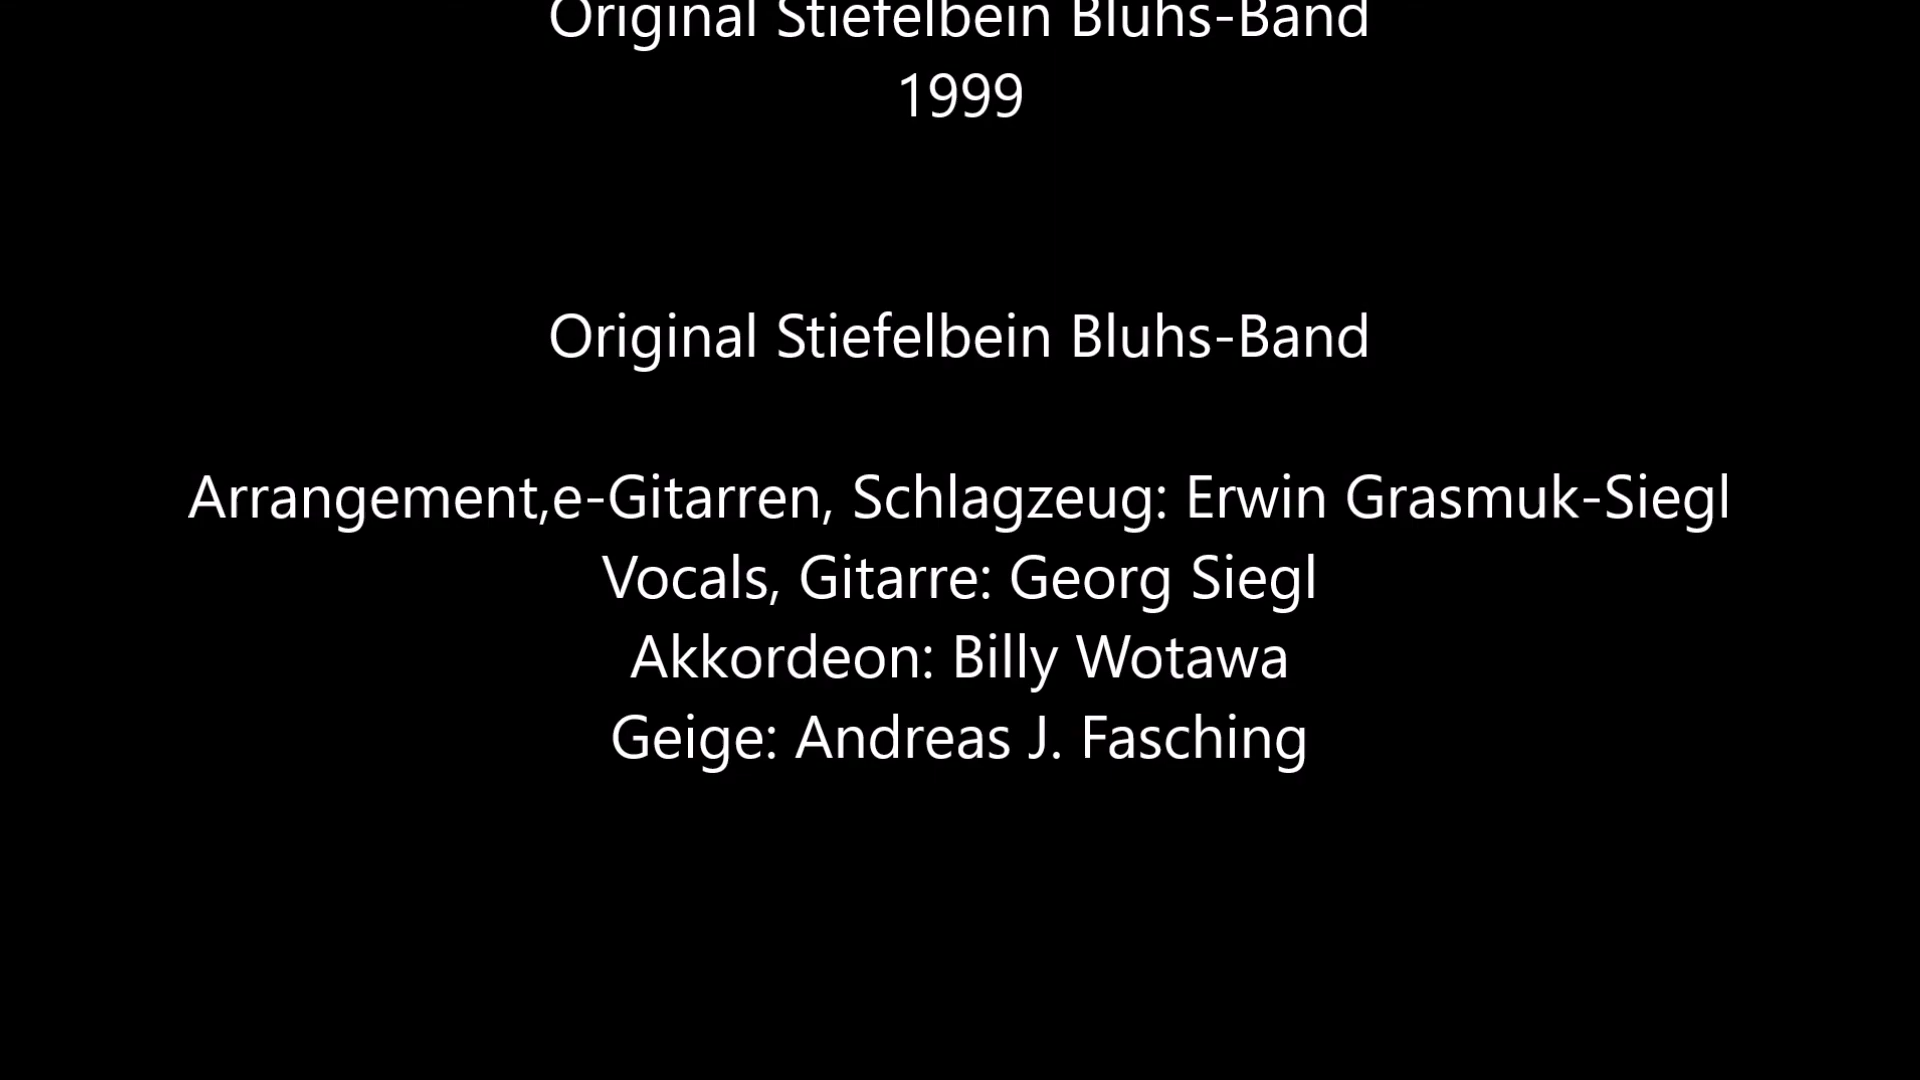 Original Stiefelbein Bluhs-Band
1999
Original Stiefelbein Bluhs-Band
Arrangement,e-Gitarren, Schlagzeug: Erwin Grasmuk-Siegl
Vocals, Gitarre: Georg Siegl
Akkordeon: Billy Wotawa
Geige: Andreas J. Fasching